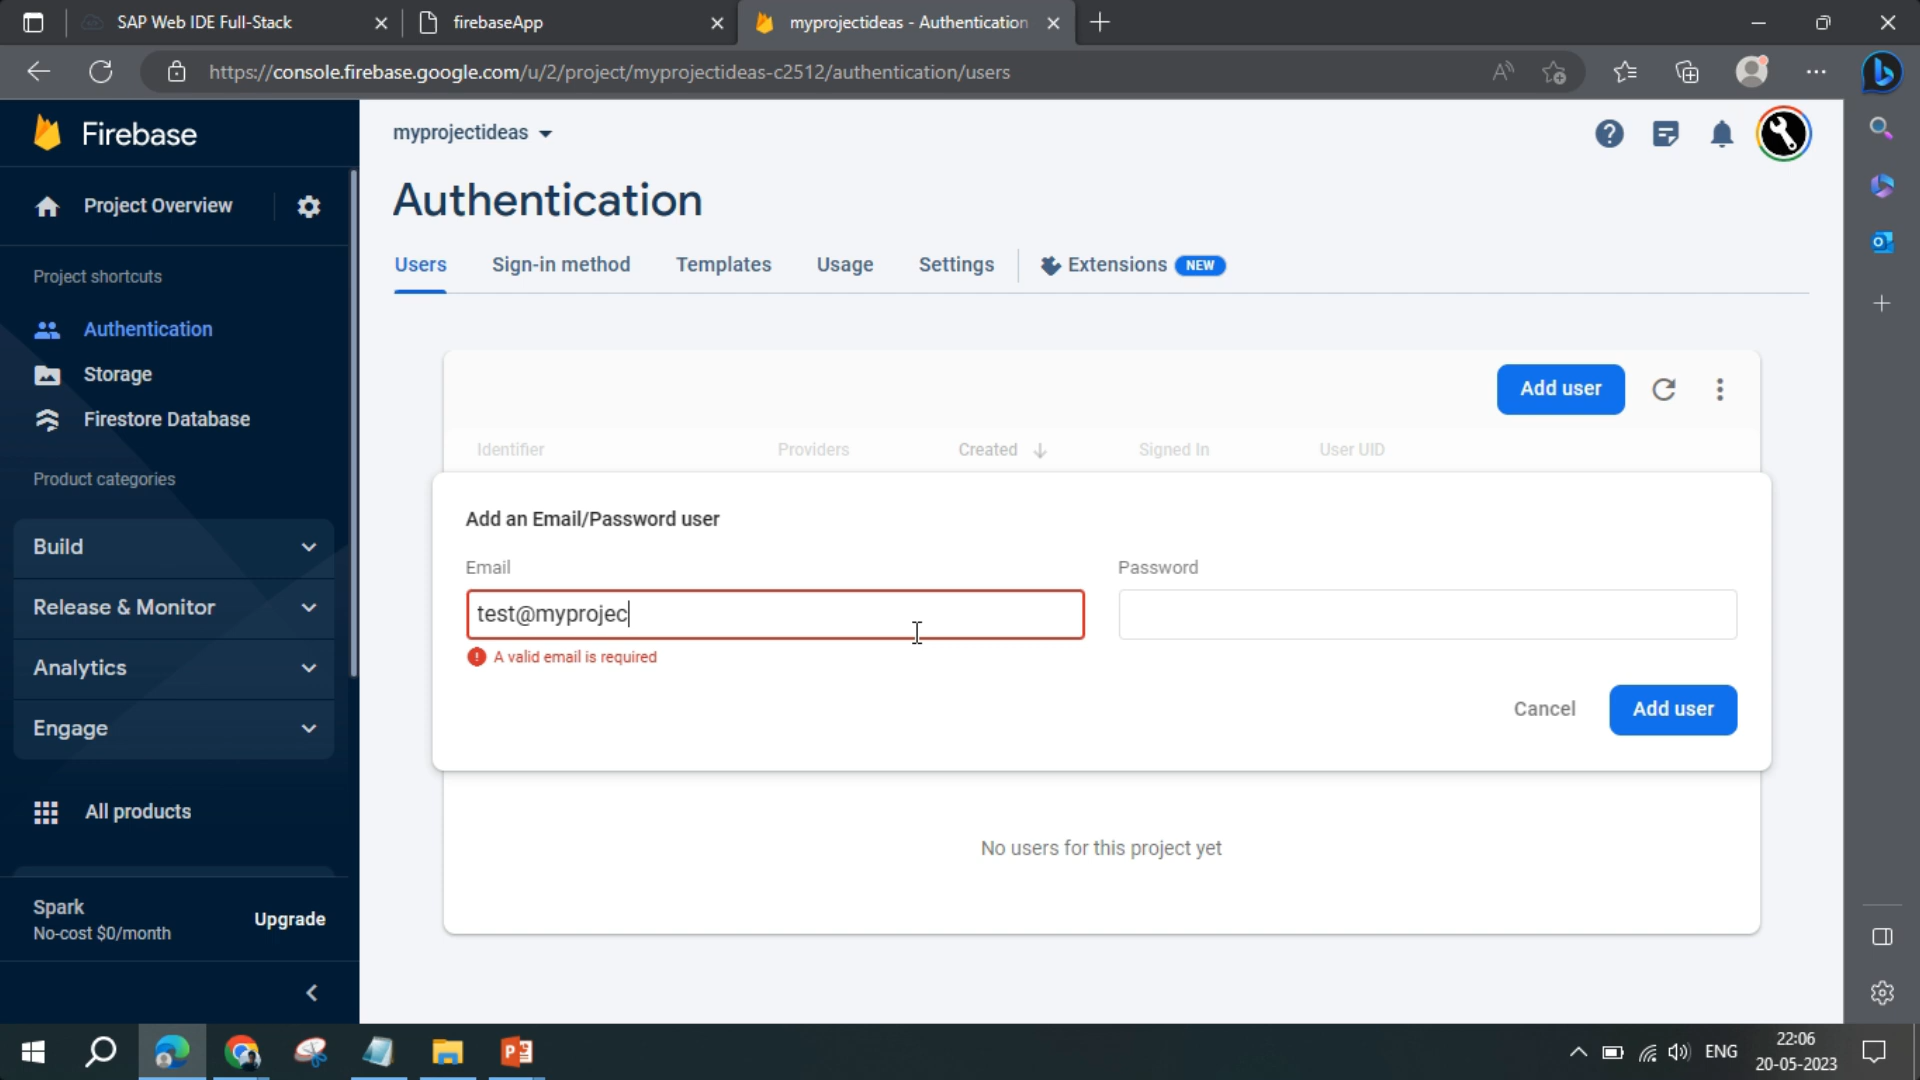 SAP Web IDE Full-Stack
firebaseApp
myprojectideas - Authentication
https://console.firebase.google.com/u/2/project/myprojectideas-c2512/authentication/users
Firebase
myprojectideas
Project Overview
Authentication
Project shortcuts
Users
Sign-in method
Templates
Usage
Settings
Extensions NEW
Authentication
Storage
Firestore Database
Add user
Identifier
Providers
Created
Signed In
User UID
Product categories
Build
Release & Monitor
Analytics
Engage
Add an Email/Password user
Email
Password
test@myprojec
A valid email is required
Cancel
Add user
All products
No users for this project yet
Spark
No-cost $0/month
Upgrade
ENG
22:06
20-05-2023